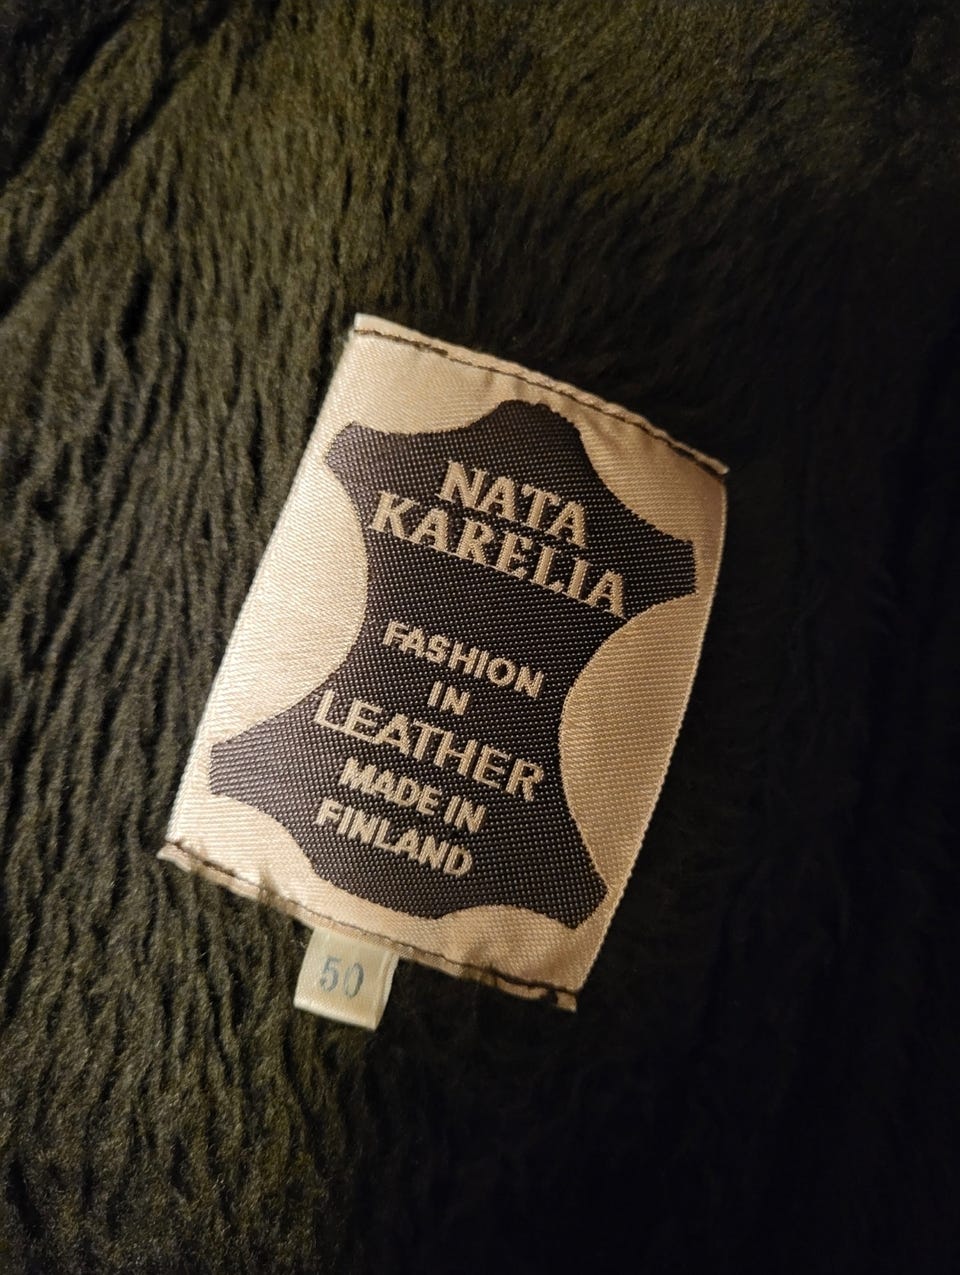 NATA
KARELIA
FASHION
IN
LEATHER
MADE IN
FINLAND
50